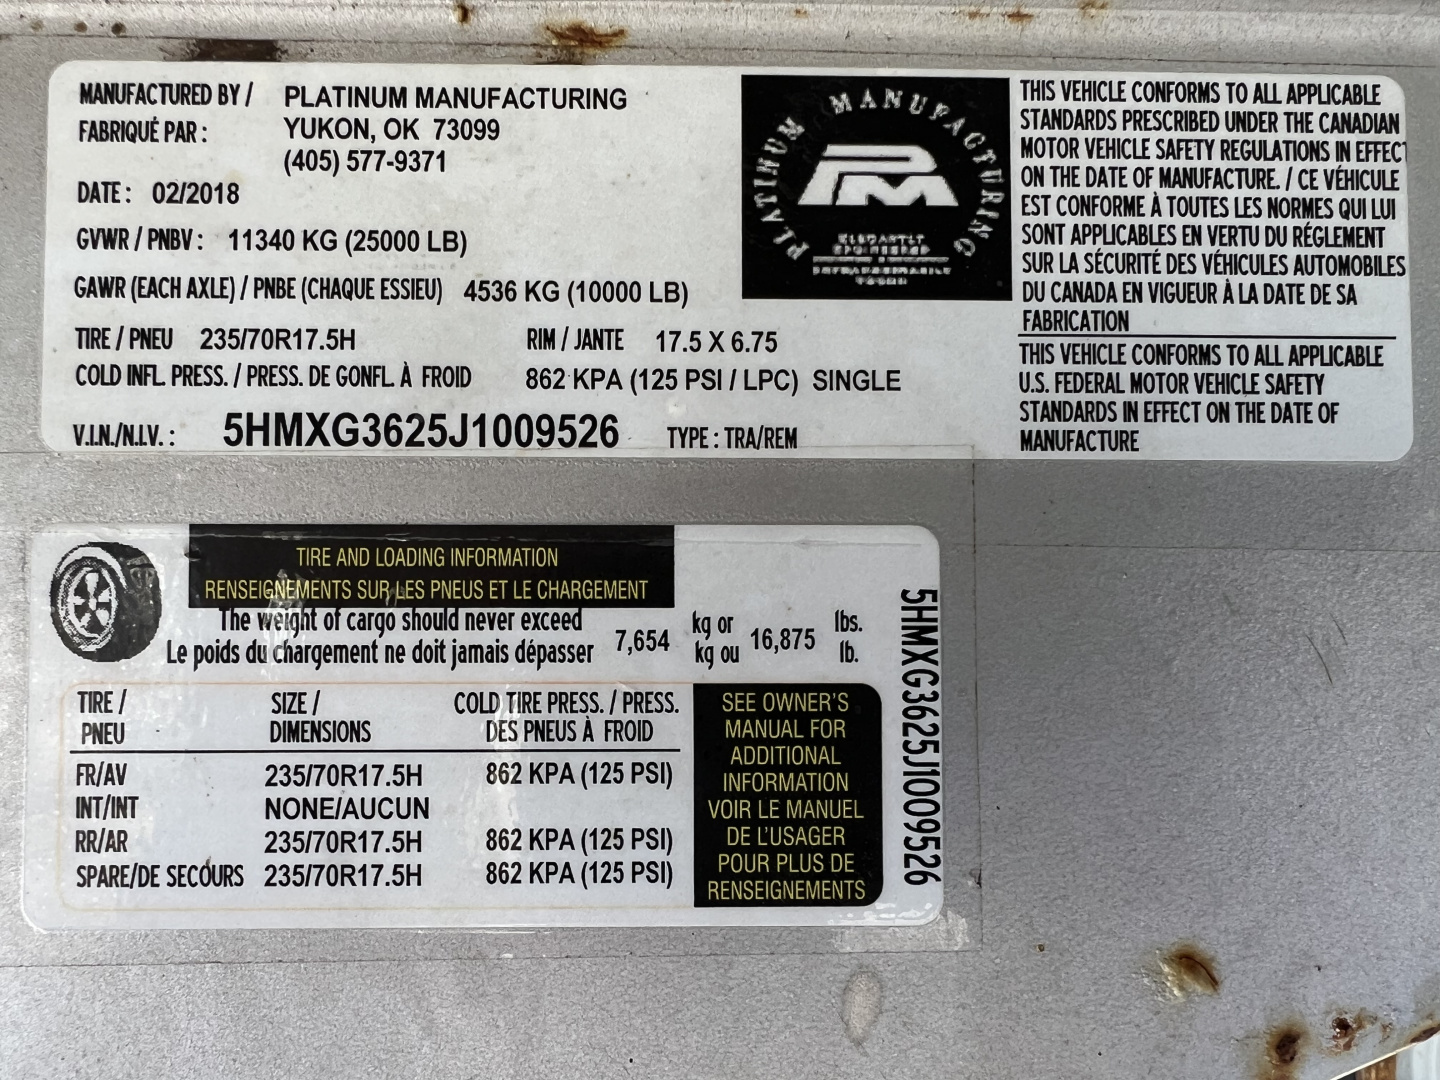 MANUFACTURED BY / PLATINUM MANUFACTURING
FABRIQUÉ PAR : YUKON, OK 73099
(405) 577-9371
DATE : 02/2018
GVWR / PNBV : 11340 KG (25000 LB)
GAWR (EACH AXLE) / PNBE (CHAQUE ESSIEU) 4536 KG (10000 LB)
TIRE / PNEU 235/70R17.5H RIM / JANTE 17.5 X 6.75
COLD INFL. PRESS. / PRESS. DE GONFL. À FROID 862 KPA (125 PSI / LPC) SINGLE
V.I.N./N.I.V. : 5HMXG3625J1009526 TYPE : TRA/REM
PLATINUM MANUFACTURING
PM
THIS VEHICLE CONFORMS TO ALL APPLICABLE
STANDARDS PRESCRIBED UNDER THE CANADIAN
MOTOR VEHICLE SAFETY REGULATIONS IN EFFECT
ON THE DATE OF MANUFACTURE. / CE VÉHICULE
EST CONFORME À TOUTES LES NORMES QUI LUI
SONT APPLICABLES EN VERTU DU RÉGLEMENT
SUR LA SÉCURITÉ DES VÉHICULES AUTOMOBILES
DU CANADA EN VIGUEUR À LA DATE DE SA
FABRICATION
THIS VEHICLE CONFORMS TO ALL APPLICABLE
U.S. FEDERAL MOTOR VEHICLE SAFETY
STANDARDS IN EFFECT ON THE DATE OF
MANUFACTURE
TIRE AND LOADING INFORMATION
RENSEIGNEMENTS SUR LES PNEUS ET LE CHARGEMENT
The weight of cargo should never exceed 7,654 kg or 16,875 lbs.
Le poids du chargement ne doit jamais dépasser kg ou lb.
TIRE / SIZE / COLD TIRE PRESS. / PRESS.
PNEU DIMENSIONS DES PNEUS À FROID
FR/AV 235/70R17.5H 862 KPA (125 PSI)
INT/INT NONE/AUCUN
RR/AR 235/70R17.5H 862 KPA (125 PSI)
SPARE/DE SECOURS 235/70R17.5H 862 KPA (125 PSI)
SEE OWNER'S
MANUAL FOR
ADDITIONAL
INFORMATION
VOIR LE MANUEL
DE L'USAGER
POUR PLUS DE
RENSEIGNEMENTS
5HMXG3625J1009526